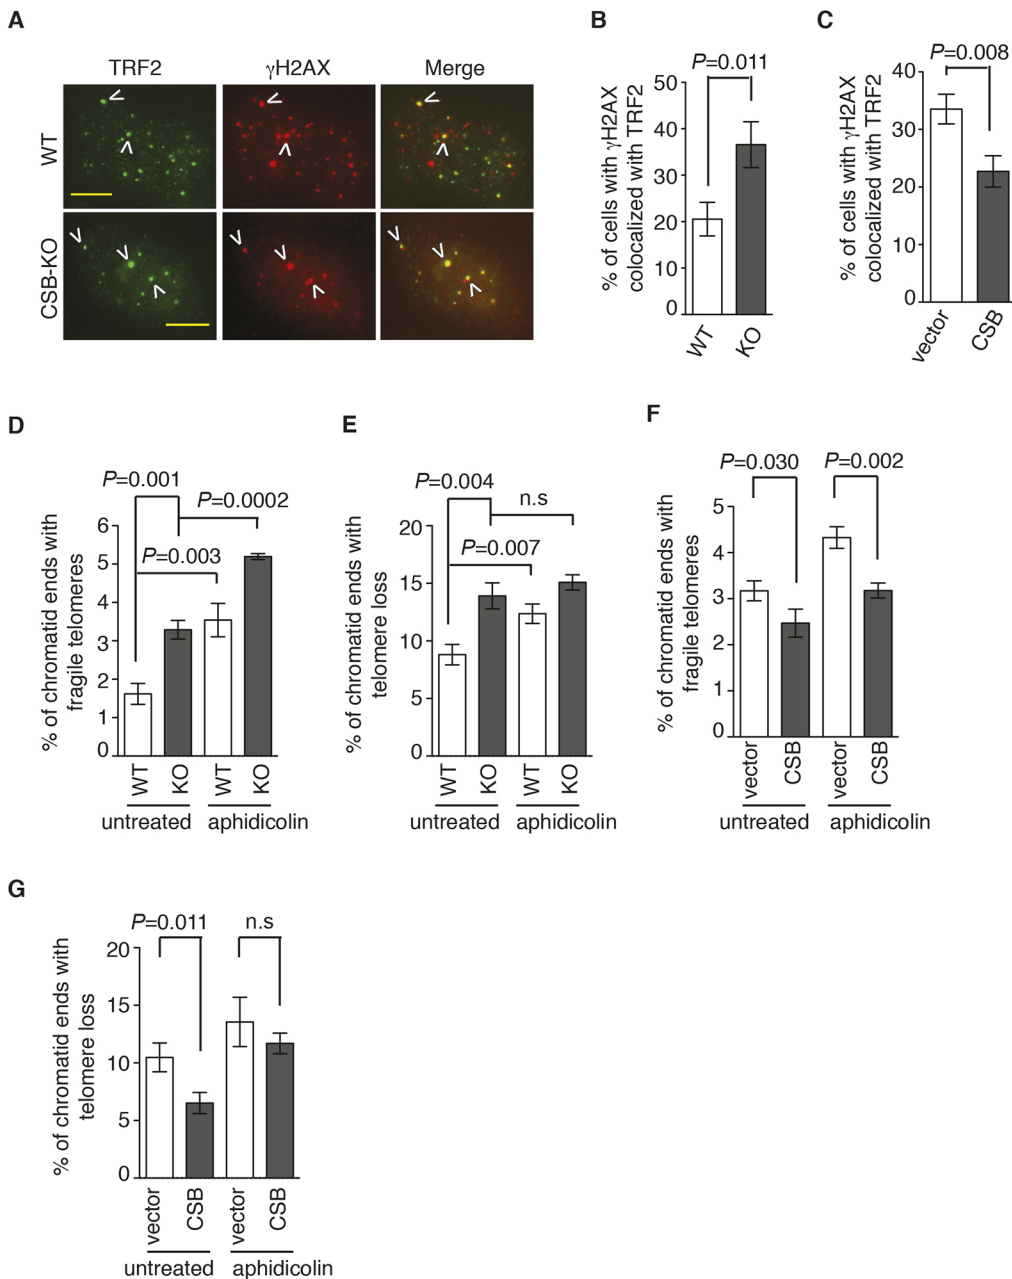 A
TRF2
γH2AX
Merge
WT
CSB-KO
B
P=0.011
% of cells with γH2AX
colocalized with TRF2
50
40
30
20
10
0
WT
KO
C
P=0.008
% of cells with γH2AX
colocalized with TRF2
40
30
20
10
0
vector
CSB
D
P=0.001
P=0.0002
P=0.003
% of chromatid ends with
fragile telomeres
6
5
4
3
2
1
0
WT
KO
WT
KO
untreated
aphidicolin
E
P=0.004
n.s
P=0.007
% of chromatid ends with
telomere loss
20
15
10
5
0
WT
KO
WT
KO
untreated
aphidicolin
F
P=0.030
P=0.002
% of chromatid ends with
fragile telomeres
5
4
3
2
1
0
vector
CSB
vector
CSB
untreated
aphidicolin
G
P=0.011
n.s
% of chromatid ends with
telomere loss
20
15
10
5
0
vector
CSB
vector
CSB
untreated
aphidicolin